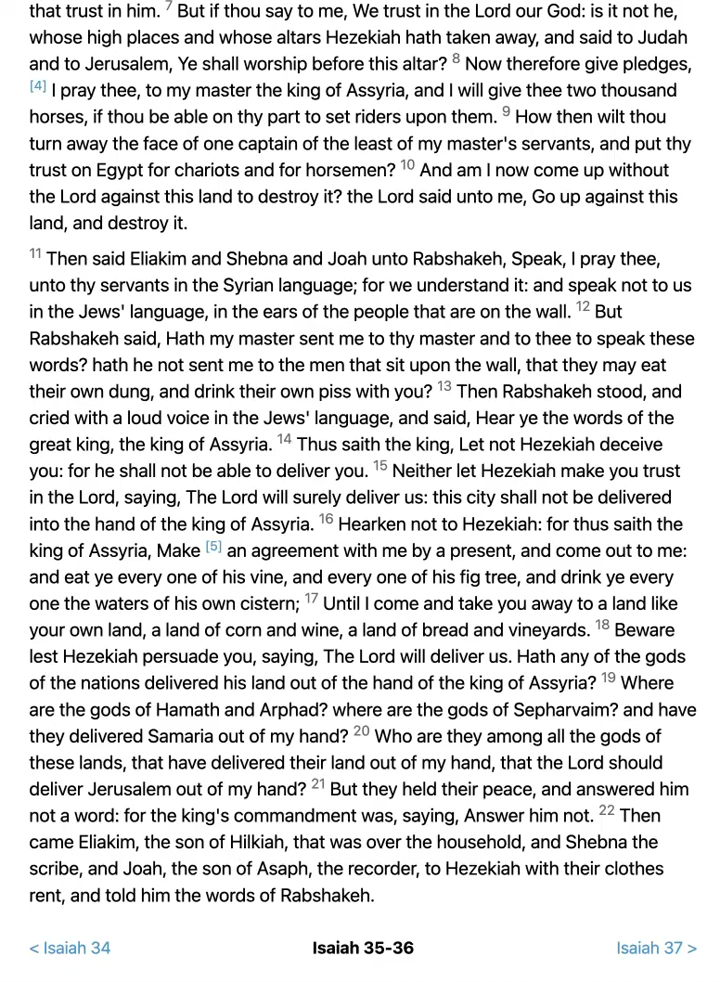 that trust in him. 7 But if thou say to me, We trust in the Lord our God: is it not he,
whose high places and whose altars Hezekiah hath taken away, and said to Judah
and to Jerusalem, Ye shall worship before this altar? 8 Now therefore give pledges,
[4] I pray thee, to my master the king of Assyria, and I will give thee two thousand
horses, if thou be able on thy part to set riders upon them. 9 How then wilt thou
turn away the face of one captain of the least of my master's servants, and put thy
trust on Egypt for chariots and for horsemen? 10 And am I now come up without
the Lord against this land to destroy it? the Lord said unto me, Go up against this
land, and destroy it.
11 Then said Eliakim and Shebna and Joah unto Rabshakeh, Speak, I pray thee,
unto thy servants in the Syrian language; for we understand it: and speak not to us
in the Jews' language, in the ears of the people that are on the wall. 12 But
Rabshakeh said, Hath my master sent me to thy master and to thee to speak these
words? hath he not sent me to the men that sit upon the wall, that they may eat
their own dung, and drink their own piss with you? 13 Then Rabshakeh stood, and
cried with a loud voice in the Jews' language, and said, Hear ye the words of the
great king, the king of Assyria. 14 Thus saith the king, Let not Hezekiah deceive
you: for he shall not be able to deliver you. 15 Neither let Hezekiah make you trust
in the Lord, saying, The Lord will surely deliver us: this city shall not be delivered
into the hand of the king of Assyria. 16 Hearken not to Hezekiah: for thus saith the
king of Assyria, Make [5] an agreement with me by a present, and come out to me:
and eat ye every one of his vine, and every one of his fig tree, and drink ye every
one the waters of his own cistern; 17 Until I come and take you away to a land like
your own land, a land of corn and wine, a land of bread and vineyards. 18 Beware
lest Hezekiah persuade you, saying, The Lord will deliver us. Hath any of the gods
of the nations delivered his land out of the hand of the king of Assyria? 19 Where
are the gods of Hamath and Arphad? where are the gods of Sepharvaim? and have
they delivered Samaria out of my hand? 20 Who are they among all the gods of
these lands, that have delivered their land out of my hand, that the Lord should
deliver Jerusalem out of my hand? 21 But they held their peace, and answered him
not a word: for the king's commandment was, saying, Answer him not. 22 Then
came Eliakim, the son of Hilkiah, that was over the household, and Shebna the
scribe, and Joah, the son of Asaph, the recorder, to Hezekiah with their clothes
rent, and told him the words of Rabshakeh.
< Isaiah 34 Isaiah 35-36 Isaiah 37 >